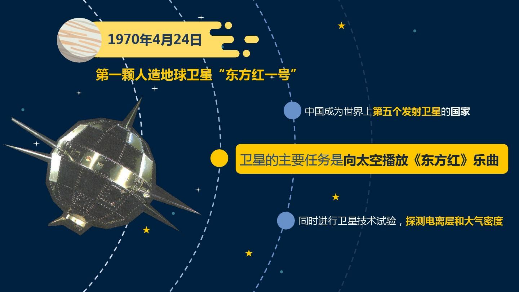 1970年4月24日
第一颗人造地球卫星“东方红一号”
中国成为世界上第五个发射卫星的国家
卫星的主要任务是向太空播放《东方红》乐曲
同时进行卫星技术试验，探测电离层和大气密度